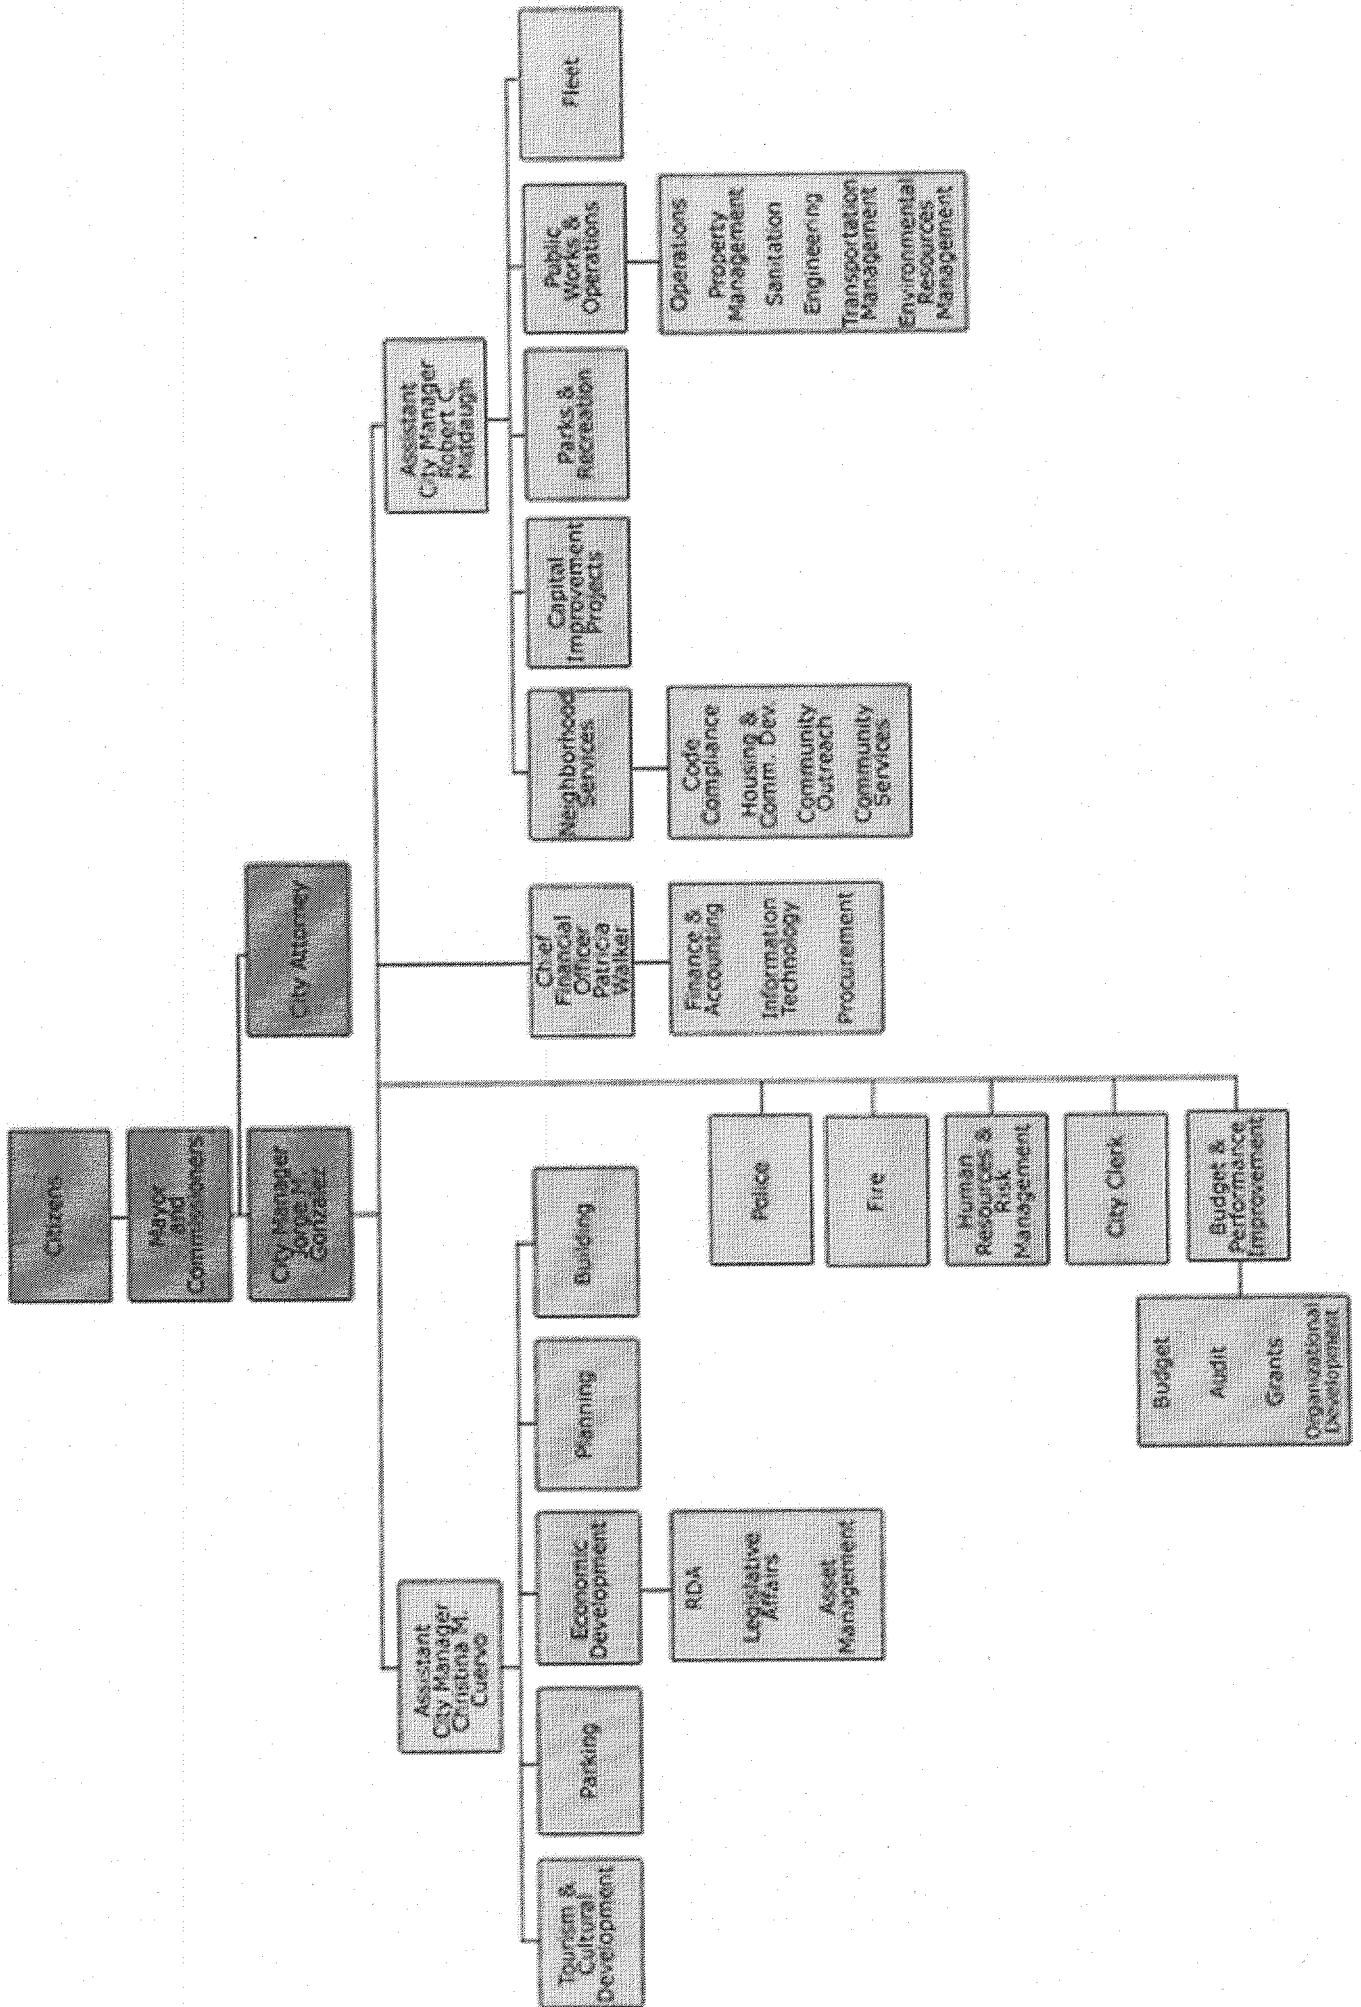 Citizens
Mayor
and
Commissioners
City Manager
Jorge M.
Gonzalez
City Attorney
Assistant
City Manager
Christina M.
Cuervo
Tourism &
Cultural
Development
Parking
Economic
Development
Planning
Building
RDA
Legislative
Affairs
Asset
Management
Police
Fire
Human
Resources &
Risk
Management
City Clerk
Budget &
Performance
Improvement
Budget
Audit
Grants
Organizational
Development
Chief
Financial
Officer
Patricia
Walker
Finance &
Accounting
Information
Technology
Procurement
Assistant
City Manager
Robert C.
Middaugh
Neghborhood
Services
Capital
Improvement
Projects
Parks &
Recreation
Public
Works &
Operations
Fleet
Code
Compliance
Housing &
Comm. Dev.
Community
Outreach
Community
Services
Operations
Property
Management
Sanitation
Engineering
Transportation
Management
Environmental
Resources
Management